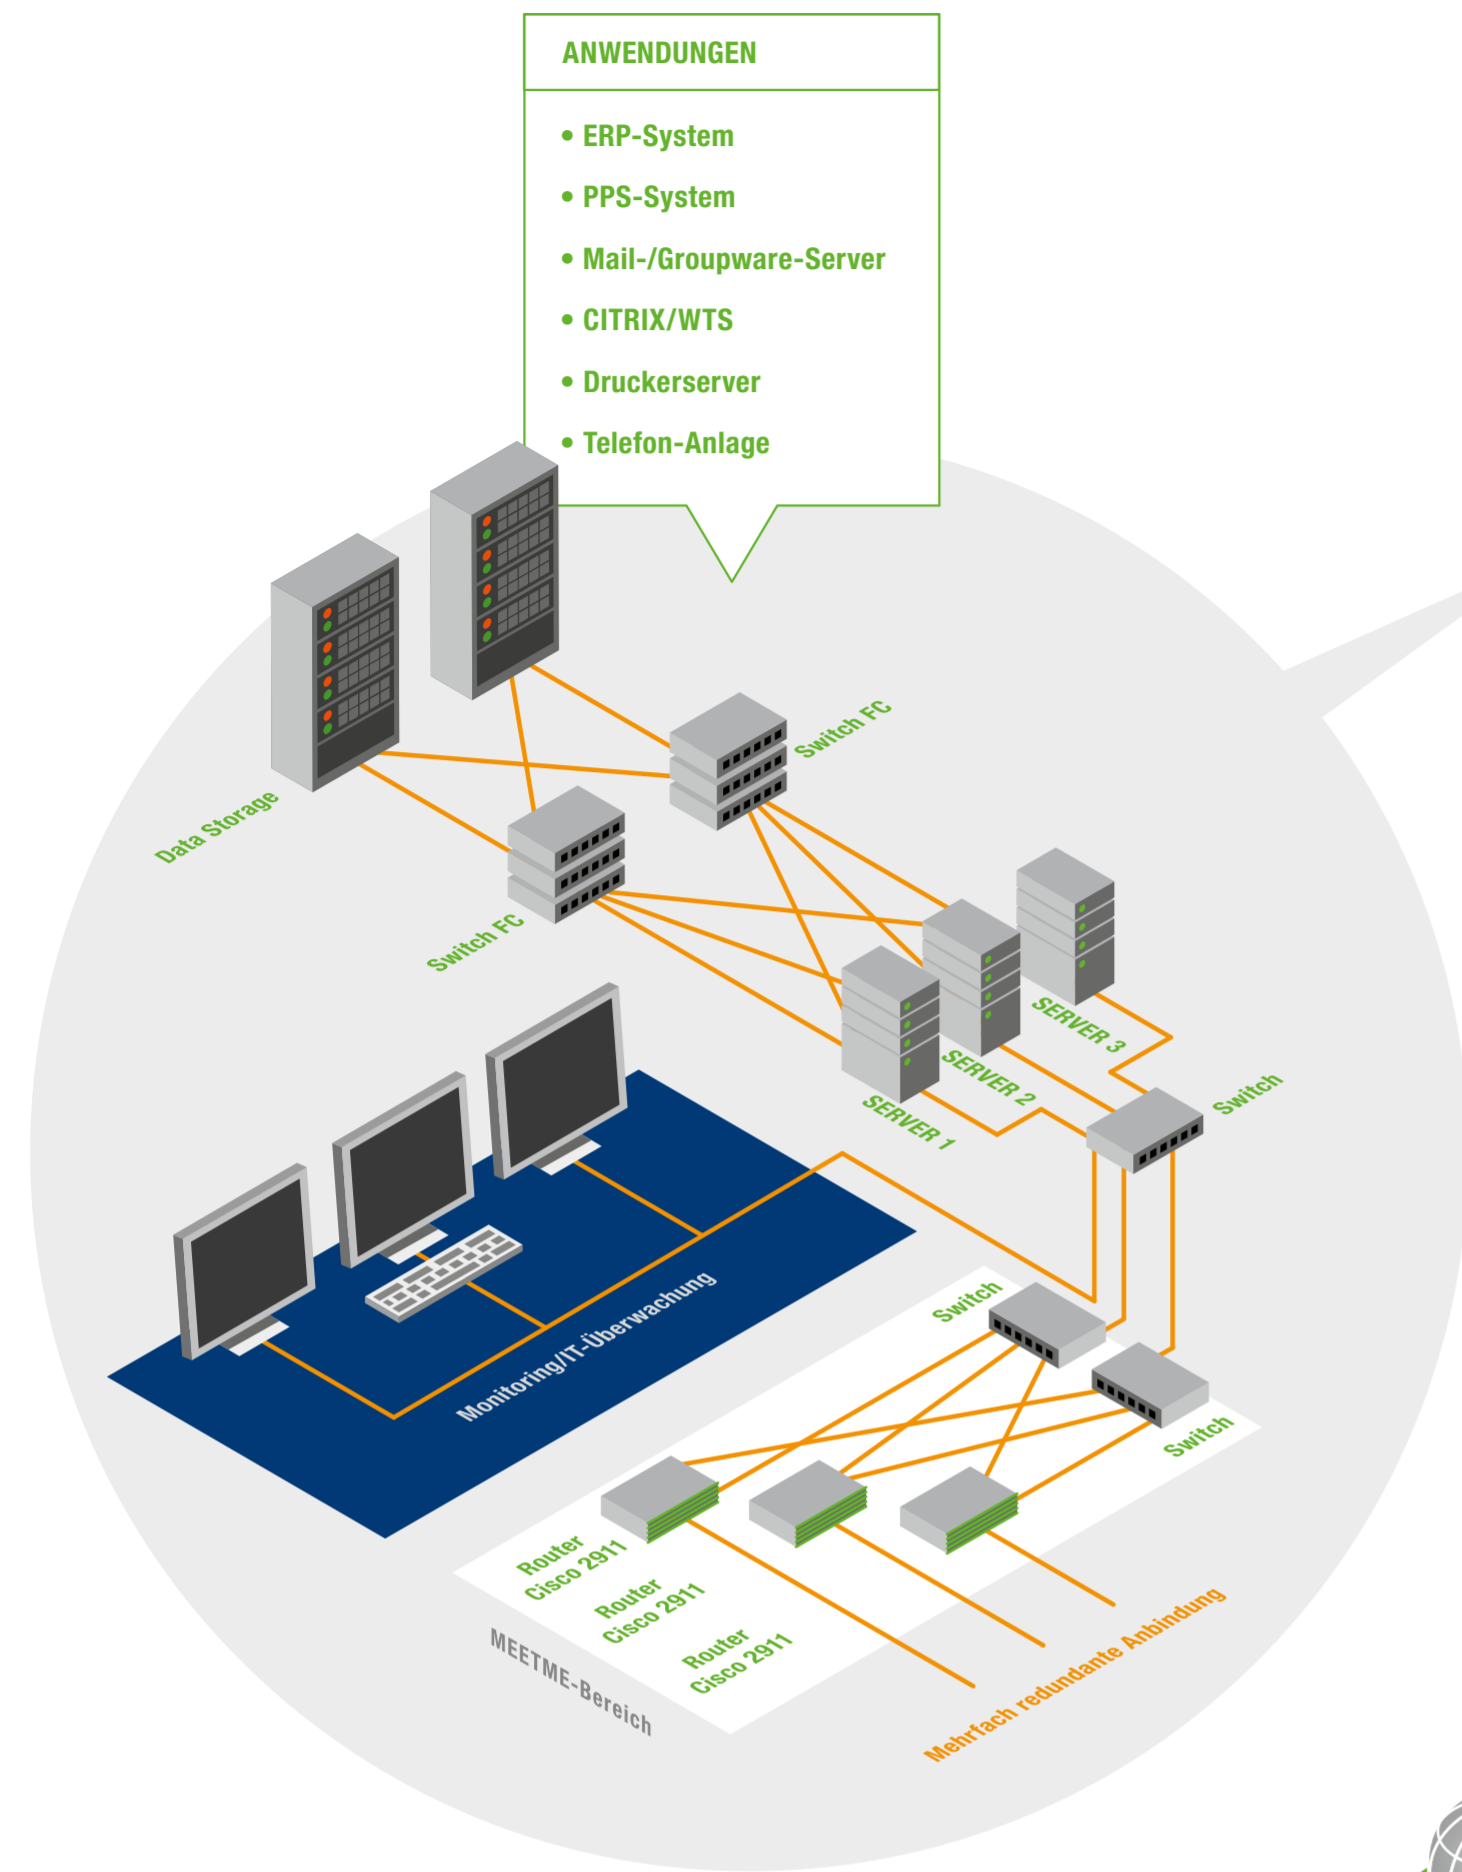 ANWENDUNGEN
• ERP-System
• PPS-System
• Mail-/Groupware-Server
• CITRIX/WTS
• Druckerserver
• Telefon-Anlage
Switch FC
Data Storage
Switch FC
SERVER 3
SERVER 2
SERVER 1
Switch
Monitoring/IT-Überwachung
Switch
Switch
Router
Cisco 2911
Router
Cisco 2911
Router
Cisco 2911
MEETME-Bereich
Mehrfach redundante Anbindung